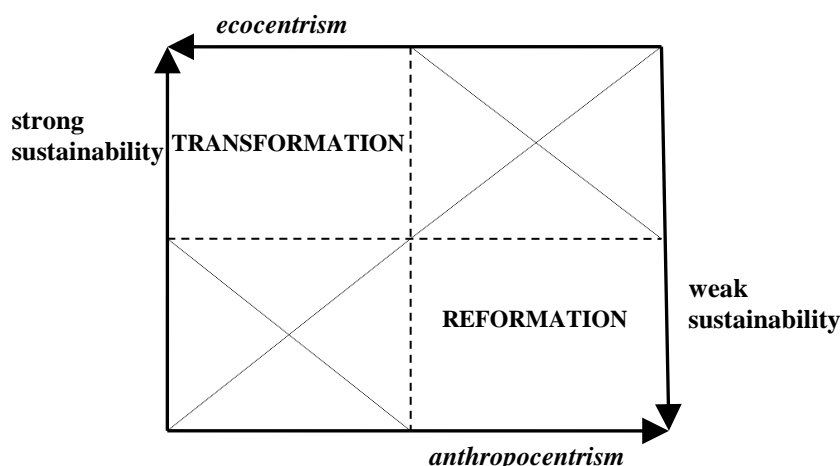 ecocentrism
strong
sustainability
TRANSFORMATION
REFORMATION
weak
sustainability
anthropocentrism